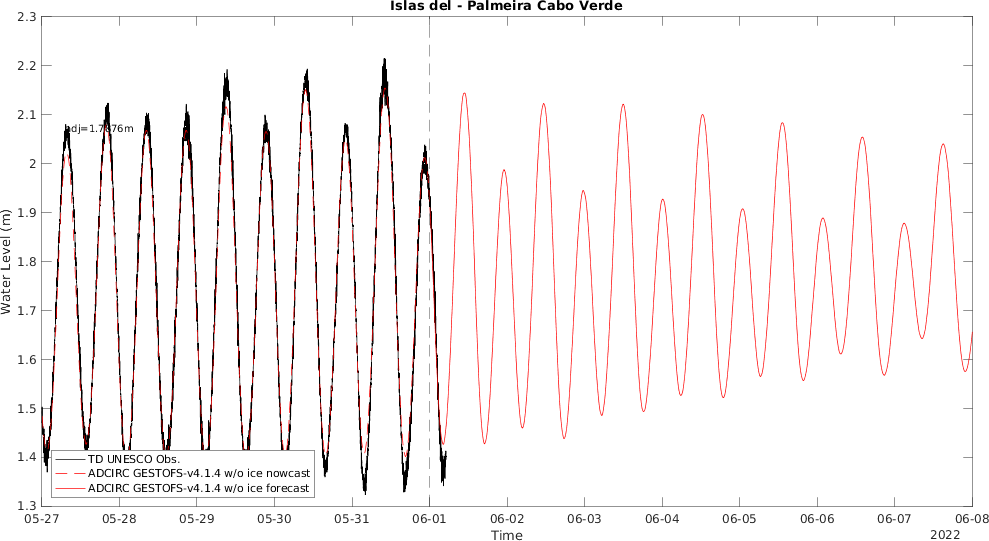 Islas del - Palmeira Cabo Verde
2.3
2.2
2.1
2
1.9
1.8
1.7
1.6
1.5
1.4
1.3
Water Level (m)
adj=1.7876m
TD UNESCO Obs.
ADCIRC GESTOFS-v4.1.4 w/o ice nowcast
ADCIRC GESTOFS-v4.1.4 w/o ice forecast
05-27 05-28 05-29 05-30 05-31 06-01 06-02 06-03 06-04 06-05 06-06 06-07 06-08
Time
2022